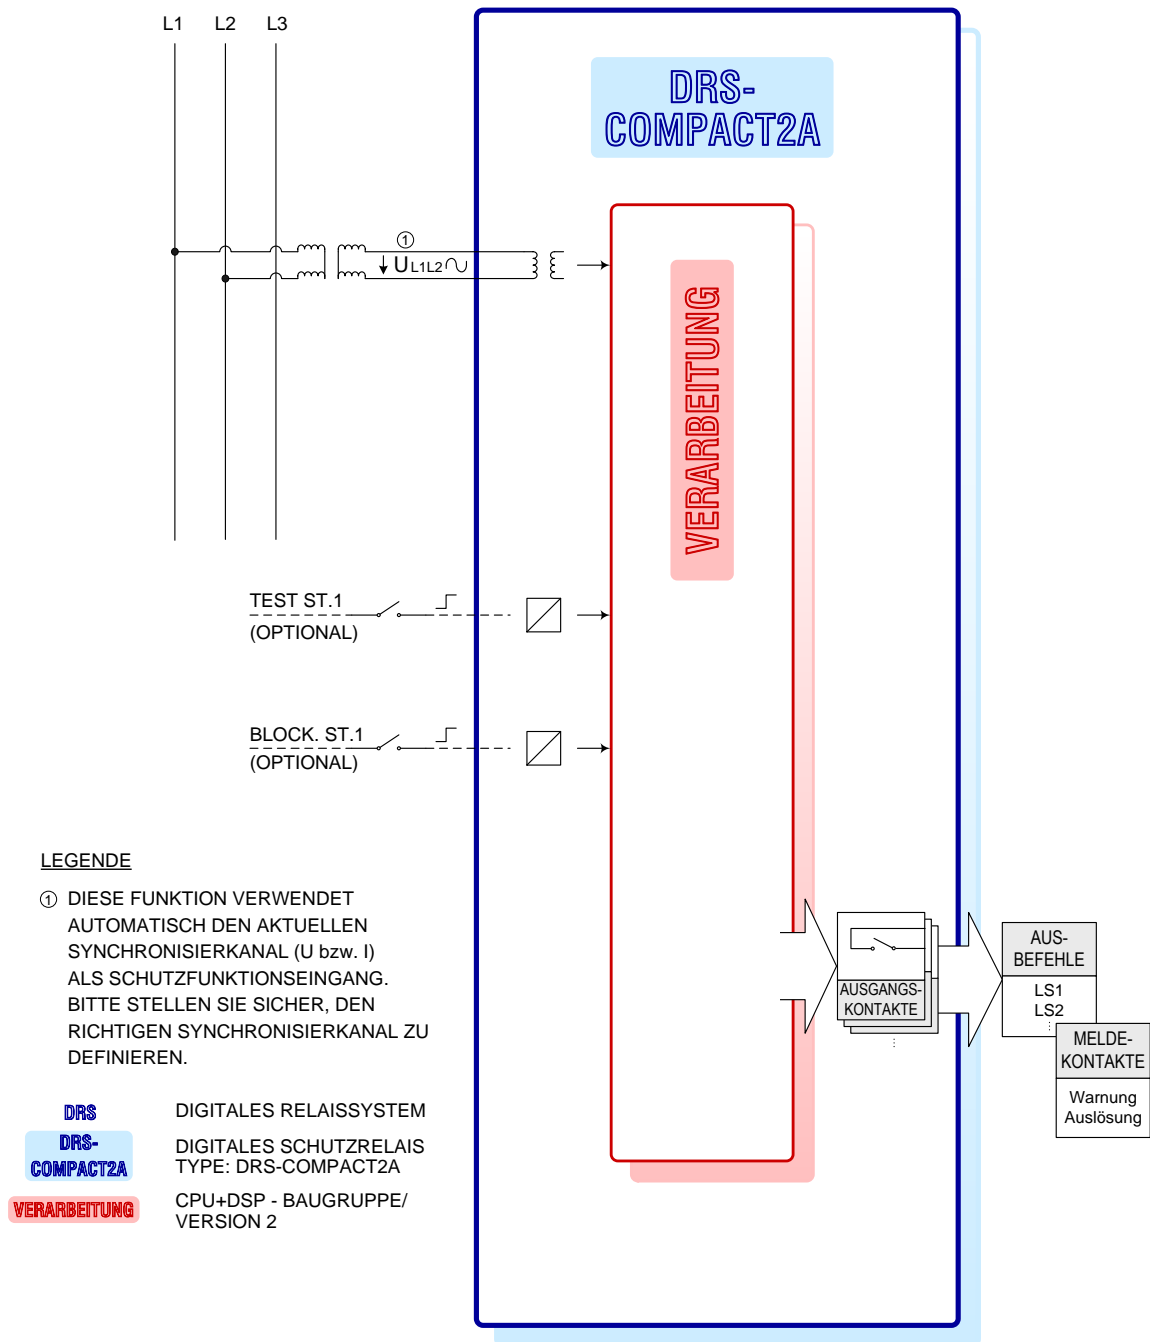 L1 L2 L3
DRS-
COMPACT2A
①
U L1L2
VERARBEITUNG
TEST ST.1
(OPTIONAL)
BLOCK. ST.1
(OPTIONAL)
LEGENDE
① DIESE FUNKTION VERWENDET
AUTOMATISCH DEN AKTUELLEN
SYNCHRONISIERKANAL (U bzw. I)
ALS SCHUTZFUNKTIONSEINGANG.
BITTE STELLEN SIE SICHER, DEN
RICHTIGEN SYNCHRONISIERKANAL ZU
DEFINIEREN.
AUSGANGS-
KONTAKTE
⋮
AUS-
BEFEHLE
LS1
LS2
⋮
MELDE-
KONTAKTE
Warnung
Auslösung
DRS DIGITALES RELAISSYSTEM
DRS-
COMPACT2A
DIGITALES SCHUTZRELAIS
TYPE: DRS-COMPACT2A
VERARBEITUNG
CPU+DSP - BAUGRUPPE/
VERSION 2